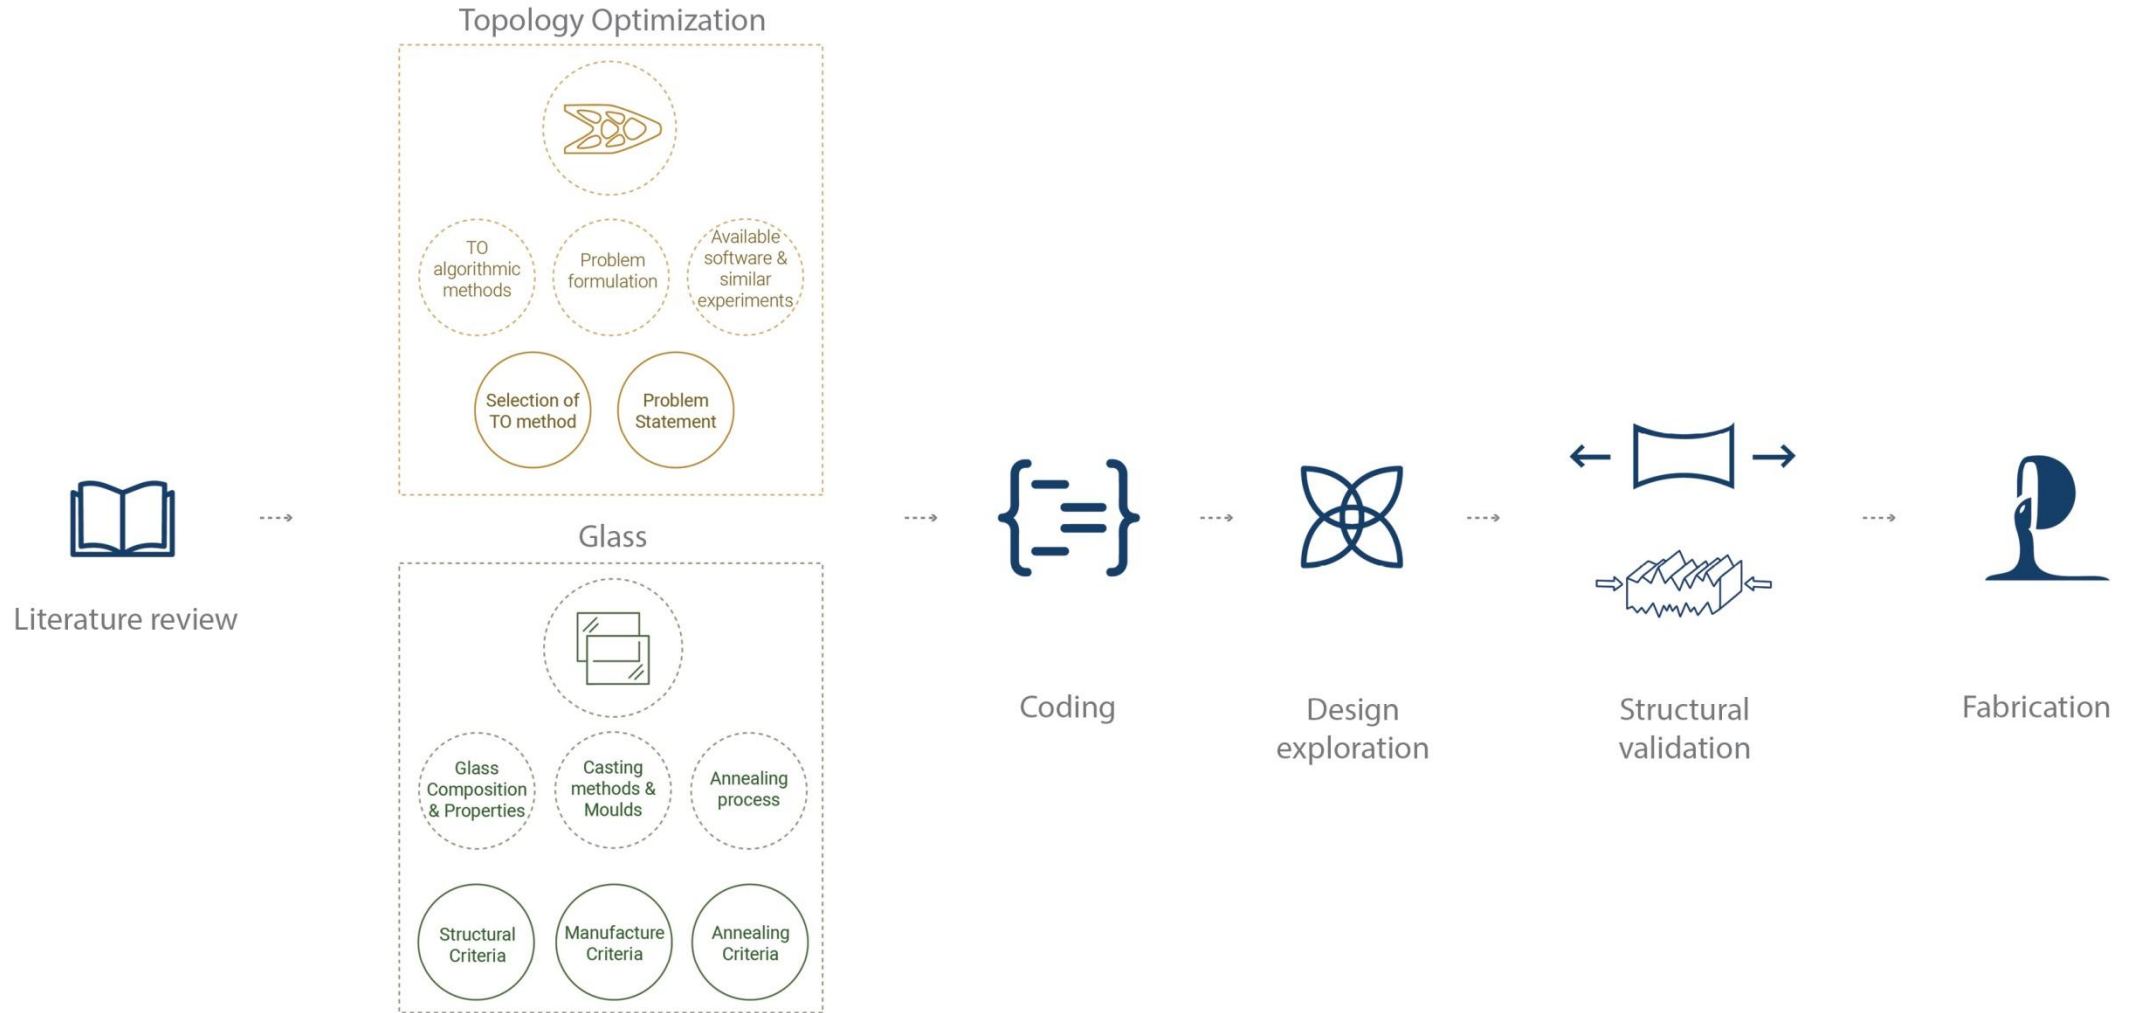 Topology Optimization
TO
algorithmic
methods
Problem
formulation
Available
software &
similar
experiments
Selection of
TO method
Problem
Statement
Literature review
Glass
Glass
Composition
& Properties
Casting
methods &
Moulds
Annealing
process
Structural
Criteria
Manufacture
Criteria
Annealing
Criteria
Coding
Design
exploration
Structural
validation
Fabrication